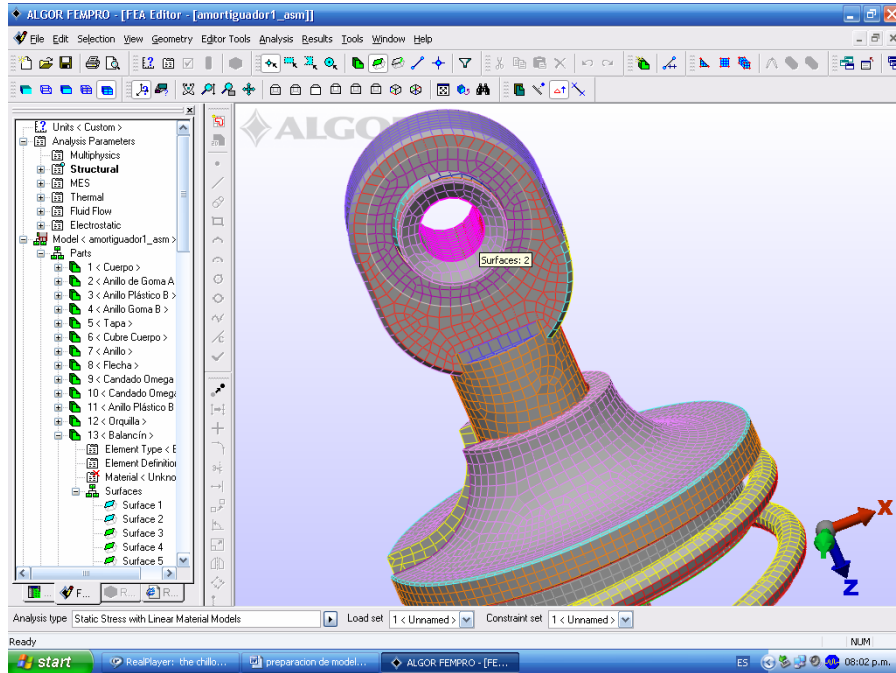 ALGOR FEMPRO - [FEA Editor - [amortiguador1_asm]]
File Edit Selection View Geometry Editor Tools Analysis Results Tools Window Help
Units < Custom >
Analysis Parameters
Multiphysics
Structural
MES
Thermal
Fluid Flow
Electrostatic
Model < amortiguador1_asm >
Parts
1 < Cuerpo >
2 < Anillo de Goma A
3 < Anillo Plástico B >
4 < Anillo Goma B >
5 < Tapa >
6 < Cubre Cuerpo >
7 < Anillo >
8 < Flecha >
9 < Candado Omega
10 < Candado Omega
11 < Anillo Plástico B
12 < Orquilla >
13 < Balancín >
Element Type < E
Element Definitio
Material < Unkno
Surfaces
Surface 1
Surface 2
Surface 3
Surface 4
Surface 5
F...
R...
R...
ALGOR
Surfaces: 2
X
Z
Analysis type Static Stress with Linear Material Models Load set 1 < Unnamed > Constraint set 1 < Unnamed >
Ready NUM
start RealPlayer: the chillo... preparacion de model... ALGOR FEMPRO - [FE... ES 08:02 p.m.